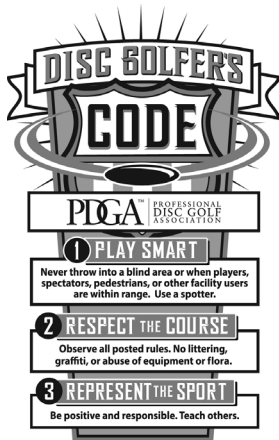 DISC GOLFER'S
CODE
PDGA™
PROFESSIONAL
DISC GOLF
ASSOCIATION
1 PLAY SMART
Never throw into a blind area or when players,
spectators, pedestrians, or other facility users
are within range. Use a spotter.
2 RESPECT THE COURSE
Observe all posted rules. No littering,
graffiti, or abuse of equipment or flora.
3 REPRESENT THE SPORT
Be positive and responsible. Teach others.